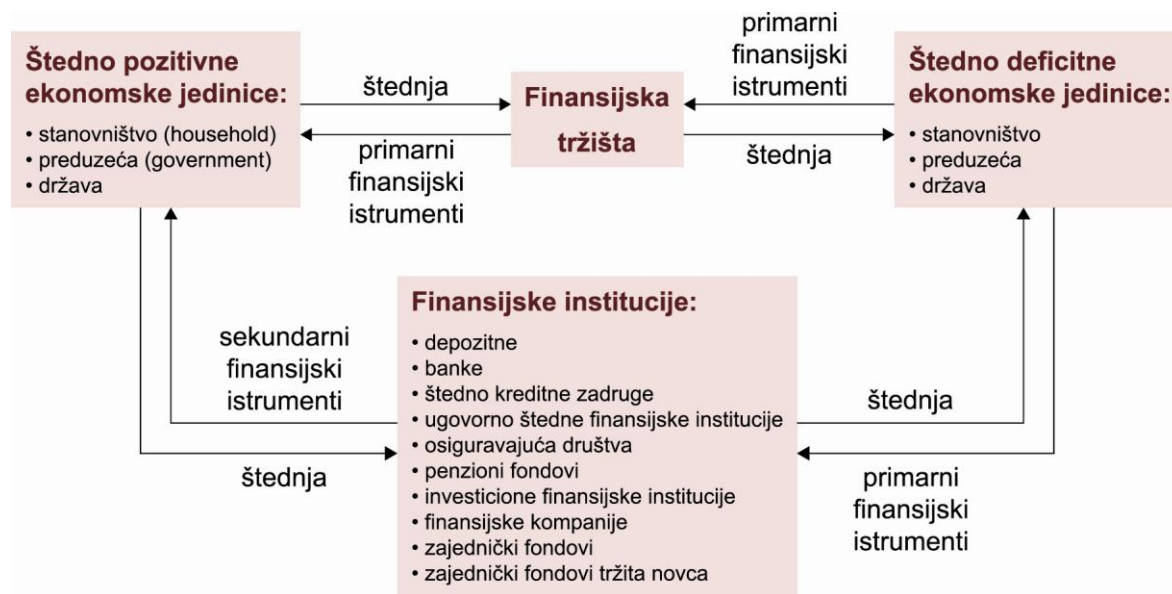 Štedno pozitivne
ekonomske jedinice:
• stanovništvo (household)
• preduzeća (government)
• država
štednja
primarni
finansijski
istrumenti
Finansijska
tržišta
primarni
finansijski
istrumenti
štednja
Štedno deficitne
ekonomske jedinice:
• stanovništvo
• preduzeća
• država
sekundarni
finansijski
istrumenti
štednja
Finansijske institucije:
• depozitne
• banke
• štedno kreditne zadruge
• ugovorno štedne finansijske institucije
• osiguravajuća društva
• penzioni fondovi
• investicione finansijske institucije
• finansijske kompanije
• zajednički fondovi
• zajednički fondovi tržita novca
štednja
primarni
finansijski
istrumenti